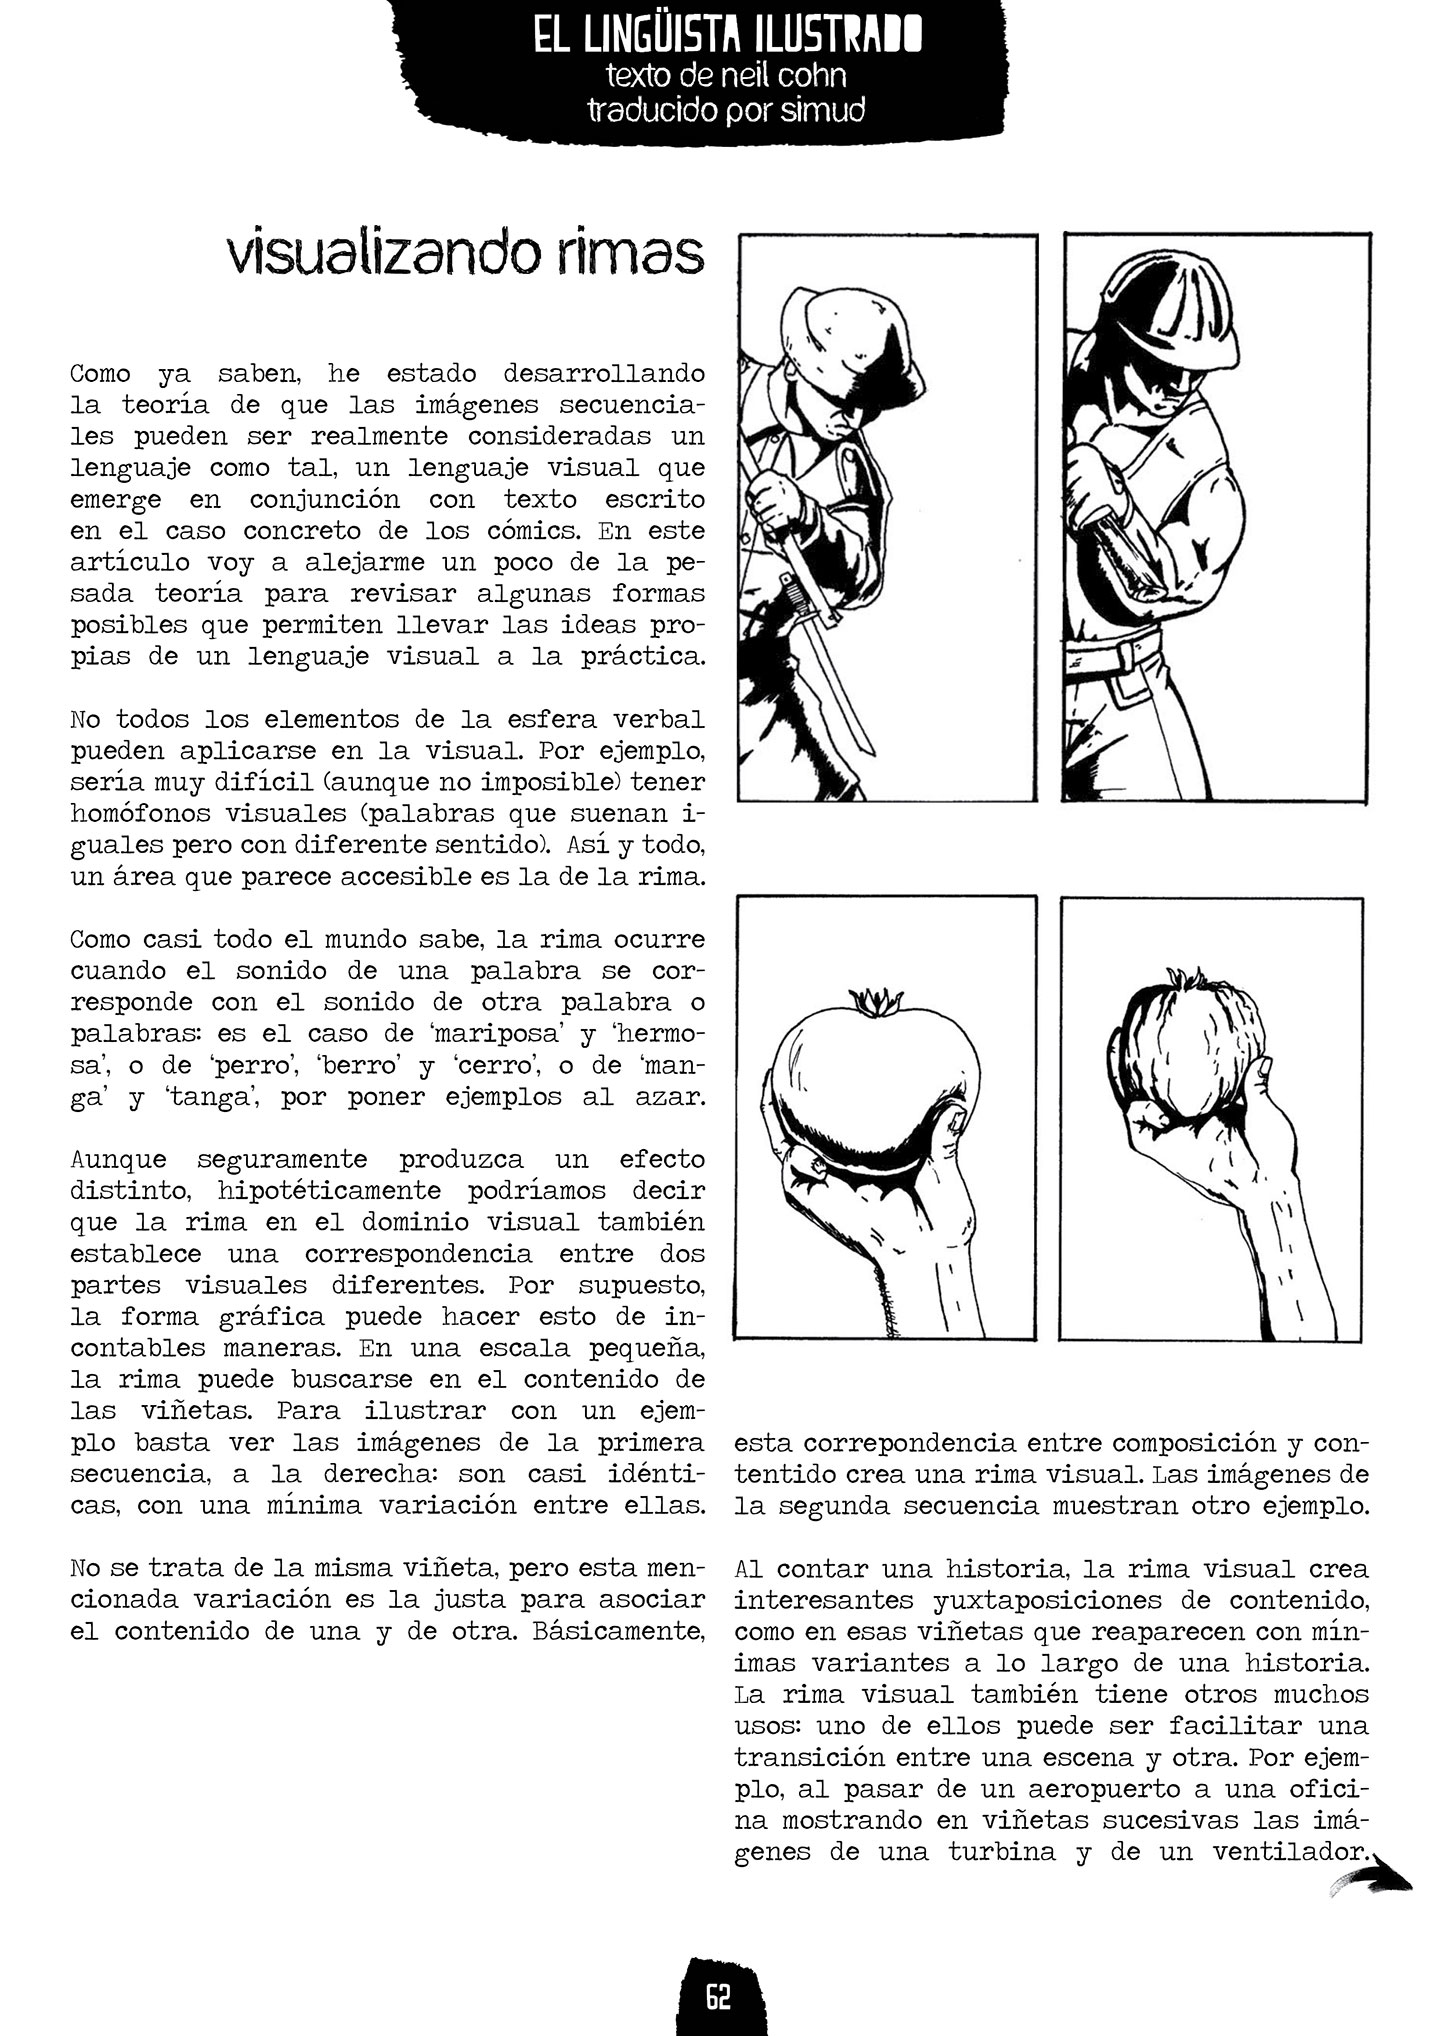 EL LINGÜISTA ILUSTRADO
texto de neil cohn
traducido por simud
visualizando rimas
Como ya saben, he estado desarrollando
la teoría de que las imágenes secuencia-
les pueden ser realmente consideradas un
lenguaje como tal, un lenguaje visual que
emerge en conjunción con texto escrito
en el caso concreto de los cómics. En este
artículo voy a alejarme un poco de la pe-
sada teoría para revisar algunas formas
posibles que permiten llevar las ideas pro-
pias de un lenguaje visual a la práctica.
No todos los elementos de la esfera verbal
pueden aplicarse en la visual. Por ejemplo,
sería muy difícil (aunque no imposible) tener
homófonos visuales (palabras que suenan i-
guales pero con diferente sentido). Así y todo,
un área que parece accesible es la de la rima.
Como casi todo el mundo sabe, la rima ocurre
cuando el sonido de una palabra se cor-
responde con el sonido de otra palabra o
palabras: es el caso de ‘mariposa’ y ‘hermo-
sa’, o de ‘perro’, ‘berro’ y ‘cerro’, o de ‘man-
ga’ y ‘tanga’, por poner ejemplos al azar.
Aunque seguramente produzca un efecto
distinto, hipotéticamente podríamos decir
que la rima en el dominio visual también
establece una correspondencia entre dos
partes visuales diferentes. Por supuesto,
la forma gráfica puede hacer esto de in-
contables maneras. En una escala pequeña,
la rima puede buscarse en el contenido de
las viñetas. Para ilustrar con un ejem-
plo basta ver las imágenes de la primera
secuencia, a la derecha: son casi idénti-
cas, con una mínima variación entre ellas.
No se trata de la misma viñeta, pero esta men-
cionada variación es la justa para asociar
el contenido de una y de otra. Básicamente,
esta correpondencia entre composición y con-
tentido crea una rima visual. Las imágenes de
la segunda secuencia muestran otro ejemplo.
Al contar una historia, la rima visual crea
interesantes yuxtaposiciones de contenido,
como en esas viñetas que reaparecen con mín-
imas variantes a lo largo de una historia.
La rima visual también tiene otros muchos
usos: uno de ellos puede ser facilitar una
transición entre una escena y otra. Por ejem-
plo, al pasar de un aeropuerto a una ofici-
na mostrando en viñetas sucesivas las imá-
genes de una turbina y de un ventilador.
62